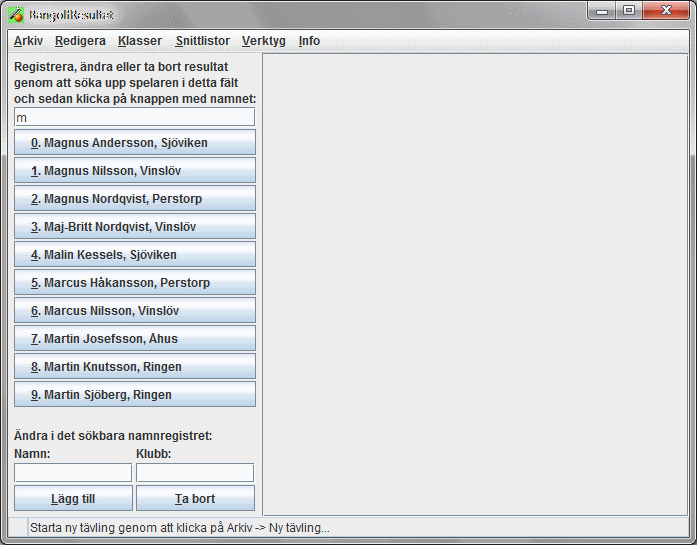 BangoliResultat
Arkiv Redigera Klasser Snittlistor Verktyg Info
Registrera, ändra eller ta bort resultat
genom att söka upp spelaren i detta fält
och sedan klicka på knappen med namnet:
m
0. Magnus Andersson, Sjöviken
1. Magnus Nilsson, Vinslöv
2. Magnus Nordqvist, Perstorp
3. Maj-Britt Nordqvist, Vinslöv
4. Malin Kessels, Sjöviken
5. Marcus Håkansson, Perstorp
6. Marcus Nilsson, Vinslöv
7. Martin Josefsson, Åhus
8. Martin Knutsson, Ringen
9. Martin Sjöberg, Ringen
Ändra i det sökbara namnregistret:
Namn: Klubb:
Lägg till Ta bort
Starta ny tävling genom att klicka på Arkiv -> Ny tävling...